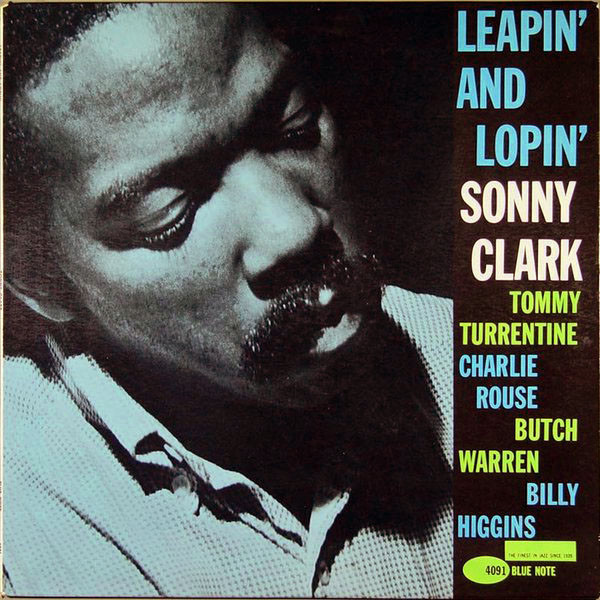 LEAPIN'
AND
LOPIN'
SONNY
CLARK
TOMMY
TURRENTINE
CHARLIE
ROUSE
BUTCH
WARREN
BILLY
HIGGINS
THE FINEST IN JAZZ SINCE 1939
4091 BLUE NOTE